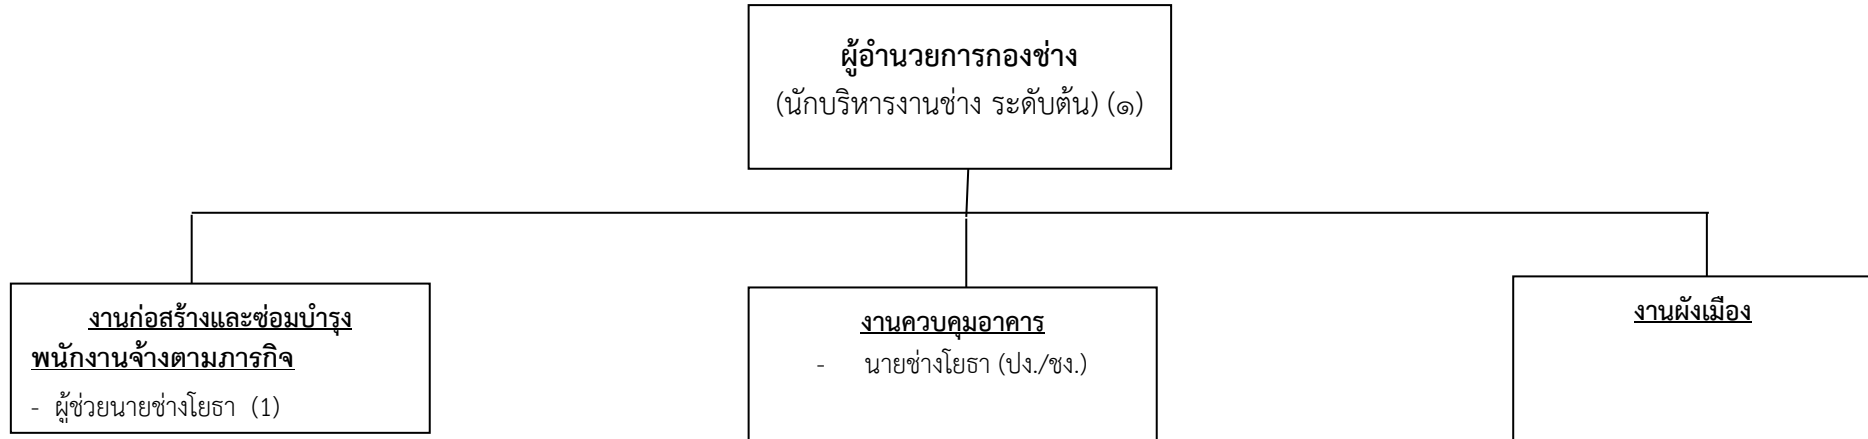 ผู้อำนวยการกองช่าง
(นักบริหารงานช่าง ระดับต้น) (๑)
งานก่อสร้างและซ่อมบำรุง
พนักงานจ้างตามภารกิจ
- ผู้ช่วยนายช่างโยธา (1)
งานควบคุมอาคาร
- นายช่างโยธา (ปง./ชง.)
งานผังเมือง